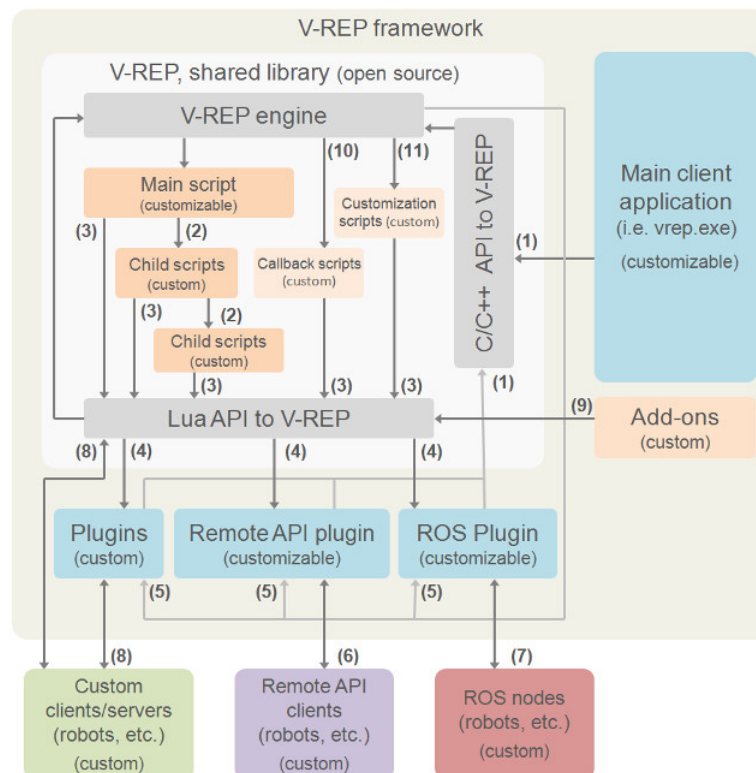 V-REP framework
V-REP, shared library (open source)
V-REP engine
(10)
(11)
Main script
(customizable)
Customization
scripts (custom)
(3)
(2)
Child scripts
(custom)
Callback scripts
(custom)
(3)
(2)
Child scripts
(custom)
(3)
(3)
(3)
C/C++ API to V-REP
(1)
(1)
Main client
application
(i.e. vrep.exe)
(customizable)
Lua API to V-REP
(9)
Add-ons
(custom)
(8)
(4)
(4)
(4)
Plugins
(custom)
Remote API plugin
(customizable)
ROS Plugin
(customizable)
(5)
(5)
(5)
(8)
(6)
(7)
Custom
clients/servers
(robots, etc.)
(custom)
Remote API
clients
(robots, etc.)
(custom)
ROS nodes
(robots, etc.)
(custom)